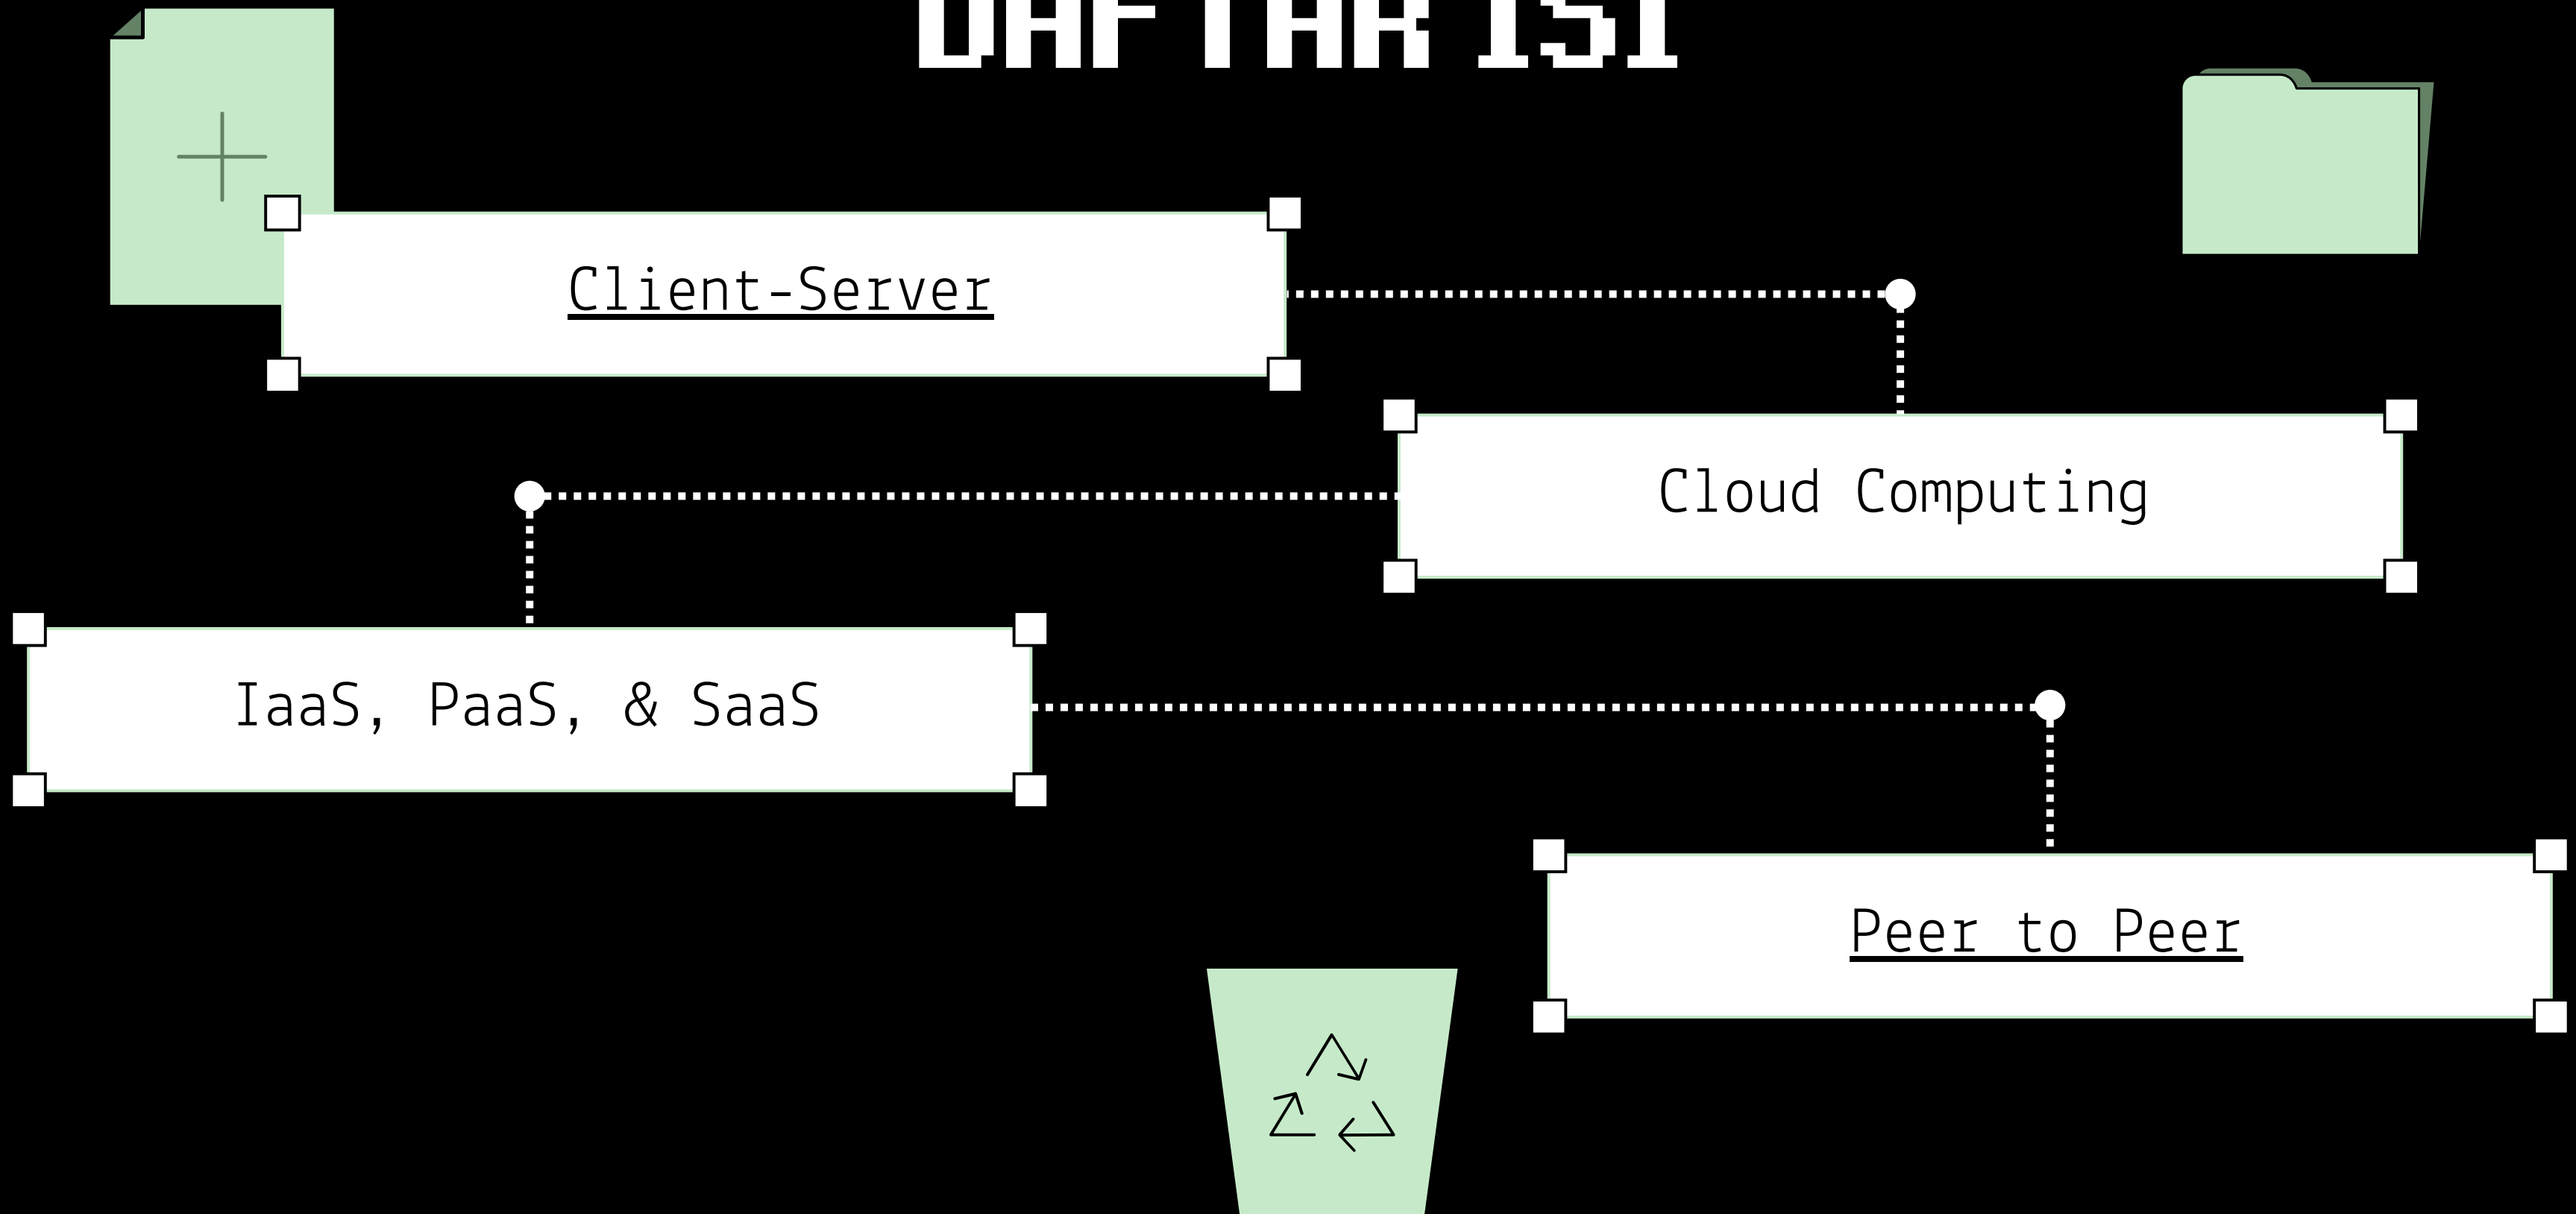 DAFTAR ISI
Client-Server
Cloud Computing
IaaS, PaaS, & SaaS
Peer to Peer